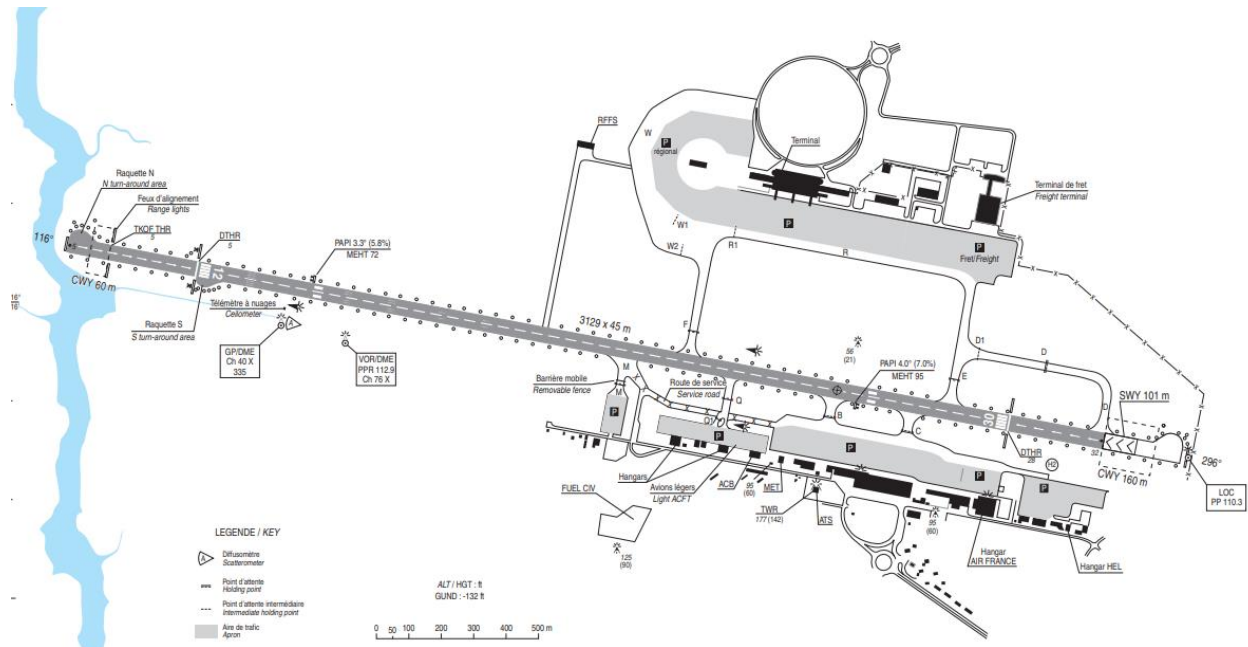 RFFS
W
P
régional
Terminal
Terminal de fret
Freight terminal
Raquette N
N turn-around area
Feux d'alignement
Range lights
TKOF THR
5
DTHR
5
116°
PAPI 3.3° (5.8%)
MEHT 72
W1
W2
R1
P
R
P
Fret/Freight
CWY 60 m
12
Raquette S
S turn-around area
Télémètre à nuages
Ceilometer
A
GP/DME
Ch 40 X
335
VOR/DME
PPR 112.9
Ch 76 X
3129 x 45 m
F
56
(21)
PAPI 4.0° (7.0%)
MEHT 95
D1
D
E
D
SWY 101 m
Barrière mobile
Removable fence
M
M
Route de service
Service road
Q
Q1
B
C
30
DTHR
28
32
CWY 160 m
296°
LOC
PP 110.3
P
P
P
P
H2
Hangars
Avions légers
Light ACFT
ACB
95
(60)
MET
TWR
177 (142)
ATS
95
(60)
Hangar
AIR FRANCE
Hangar HEL
FUEL CIV
125
(90)
LEGENDE / KEY
A
Diffusomètre
Scatterometer
Point d'attente
Holding point
Point d'attente intermédiaire
Intermediate holding point
Aire de trafic
Apron
ALT / HGT : ft
GUND : -132 ft
0 50 100 200 300 400 500 m